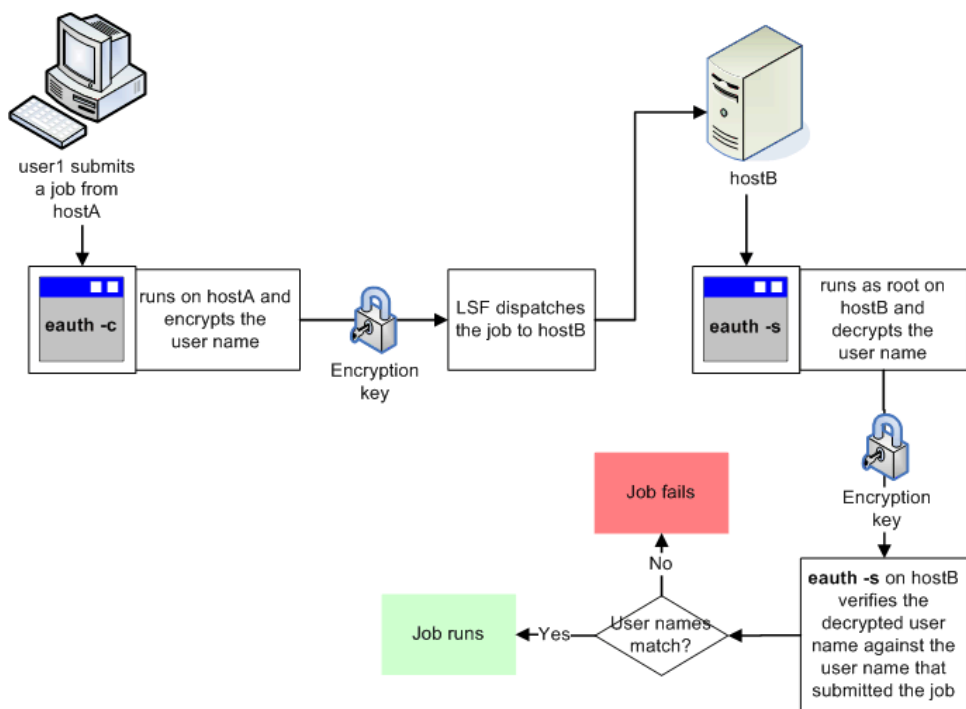 user1 submits
a job from
hostA
eauth -c
runs on hostA and
encrypts the
user name
Encryption
key
LSF dispatches
the job to hostB
hostB
eauth -s
runs as root on
hostB and
decrypts the
user name
Encryption
key
eauth -s on hostB
verifies the
decrypted user
name against the
user name that
submitted the job
User names
match?
No
Job fails
Yes
Job runs